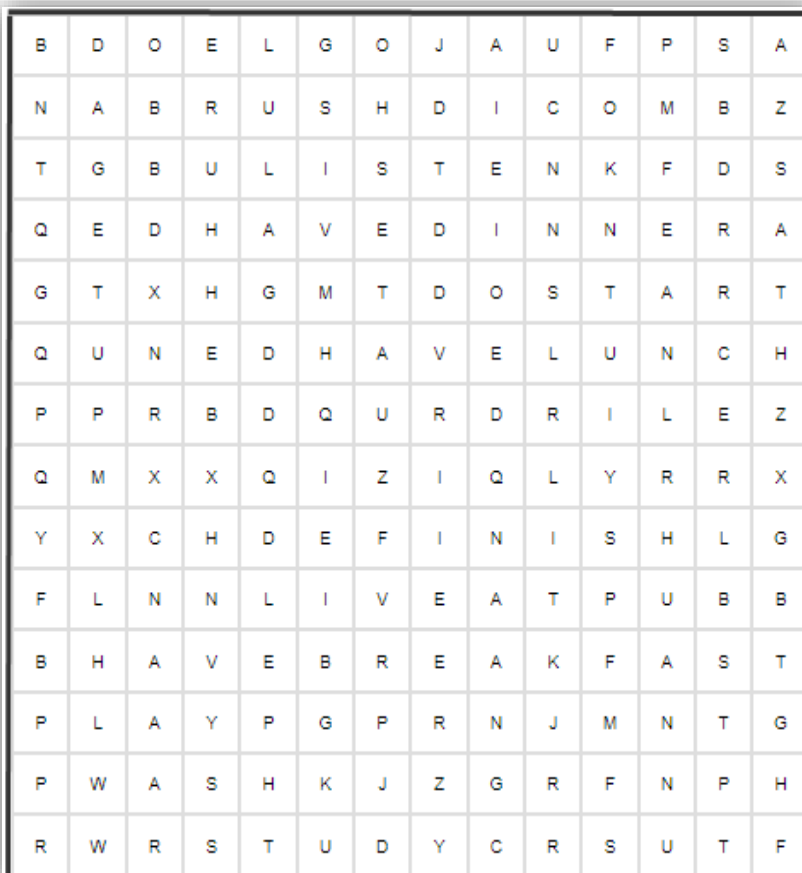 B D O E L G O J A U F P S A
N A B R U S H D I C O M B Z
T G B U L I S T E N K F D S
Q E D H A V E D I N N E R A
G T X H G M T D O S T A R T
Q U N E D H A V E L U N C H
P P R B D Q U R D R I L E Z
Q M X X Q I Z I Q L Y R R X
Y X C H D E F I N I S H L G
F L N N L I V E A T P U B B
B H A V E B R E A K F A S T
P L A Y P G P R N J M N T G
P W A S H K J Z G R F N P H
R W R S T U D Y C R S U T F